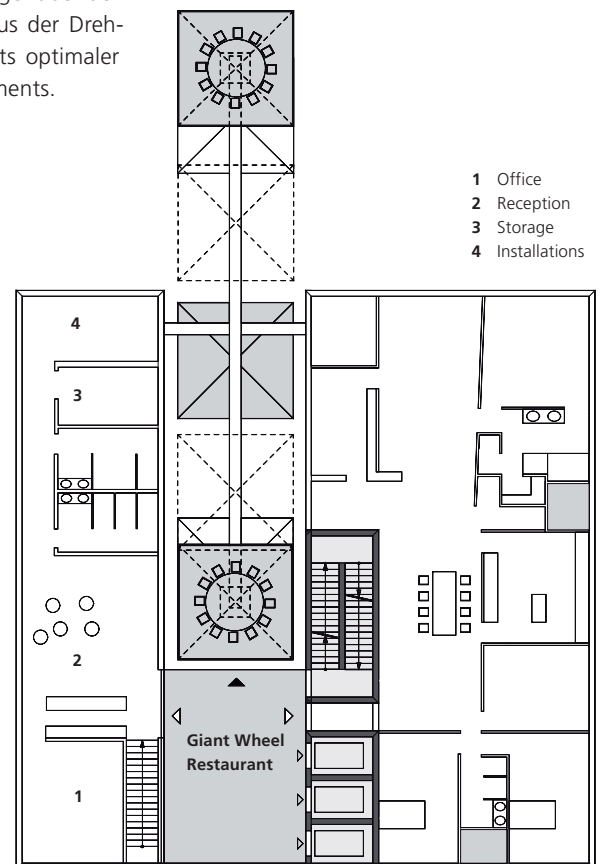 us der Dreh-
ts optimaler
ments.
1 Office
2 Reception
3 Storage
4 Installations
4
3
2
Giant Wheel
Restaurant
1